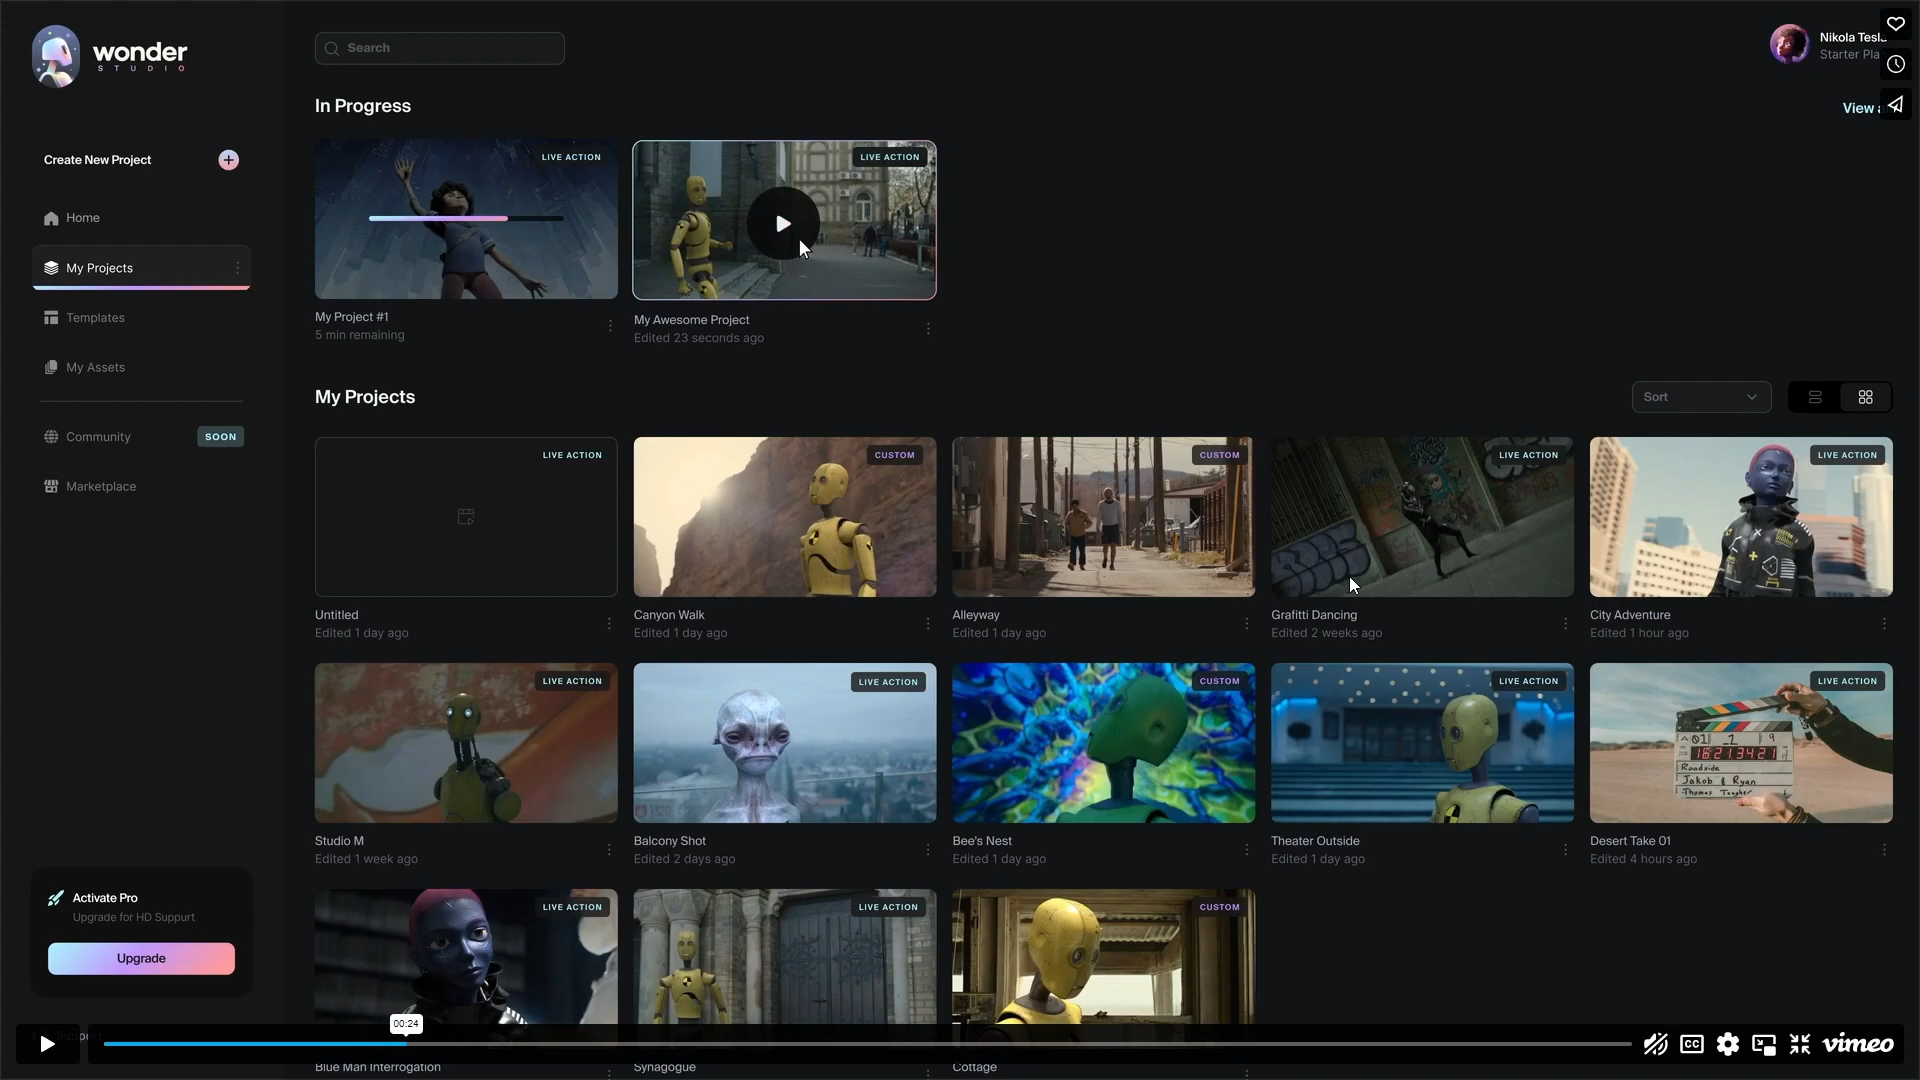 wonder
STUDIO
Search
Nikola Tesla
Starter Pla
In Progress
View a
Create New Project
LIVE ACTION
LIVE ACTION
Home
My Projects
Templates
My Project #1
5 min remaining
My Awesome Project
Edited 23 seconds ago
My Assets
My Projects
Sort
Community
SOON
Marketplace
LIVE ACTION
CUSTOM
CUSTOM
LIVE ACTION
LIVE ACTION
Untitled
Edited 1 day ago
Canyon Walk
Edited 1 day ago
Alleyway
Edited 1 day ago
Grafitti Dancing
Edited 2 weeks ago
City Adventure
Edited 1 hour ago
LIVE ACTION
LIVE ACTION
CUSTOM
LIVE ACTION
LIVE ACTION
18213421
Roadside
Jakob & Ryan
Studio M
Edited 1 week ago
Balcony Shot
Edited 2 days ago
Bee's Nest
Edited 1 day ago
Theater Outside
Edited 1 day ago
Desert Take 01
Edited 4 hours ago
Activate Pro
Upgrade for HD Suppurt
Upgrade
LIVE ACTION
LIVE ACTION
CUSTOM
Support
00:24
CC
vimeo
Blue Man Interrogation
Synagogue
Cottage